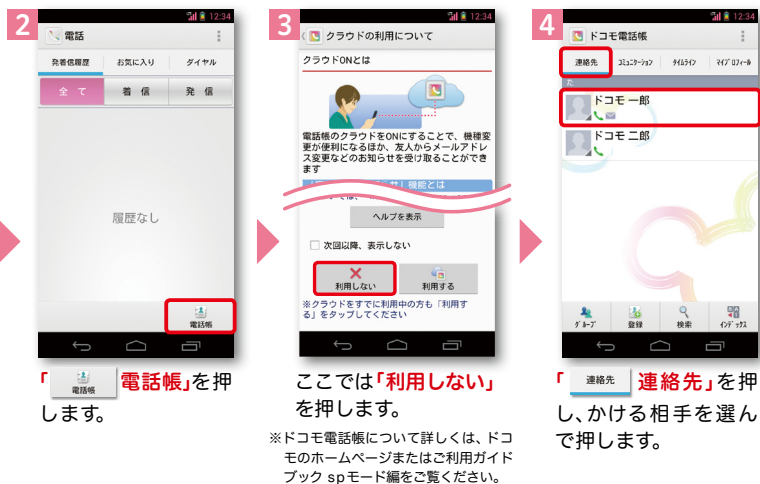 2
12:34
電話
発着信履歴 お気に入り ダイヤル
全て 着信 発信
履歴なし
電話帳
「 電話帳 電話帳」を押
します。
3
12:34
クラウドの利用について
クラウドONとは
電話帳のクラウドをONにすることで、機種変
更が便利になるほか、友人からメールアドレ
ス変更などのお知らせを受け取ることができ
ます
機能とは
ヘルプを表示
次回以降、表示しない
利用しない 利用する
※クラウドをすでに利用中の方も「利用す
る」をタップしてください
ここでは「利用しない」
を押します。
※ドコモ電話帳について詳しくは、ドコ
モのホームページまたはご利用ガイド
ブック spモード編をご覧ください。
4
12:34
ドコモ電話帳
連絡先 コミュニケーション タイムライン マイプロフィール
た
ドコモ 一郎
ドコモ 二郎
グループ 登録 検索 インデックス
「 連絡先 連絡先」を押
し、かける相手を選ん
で押します。